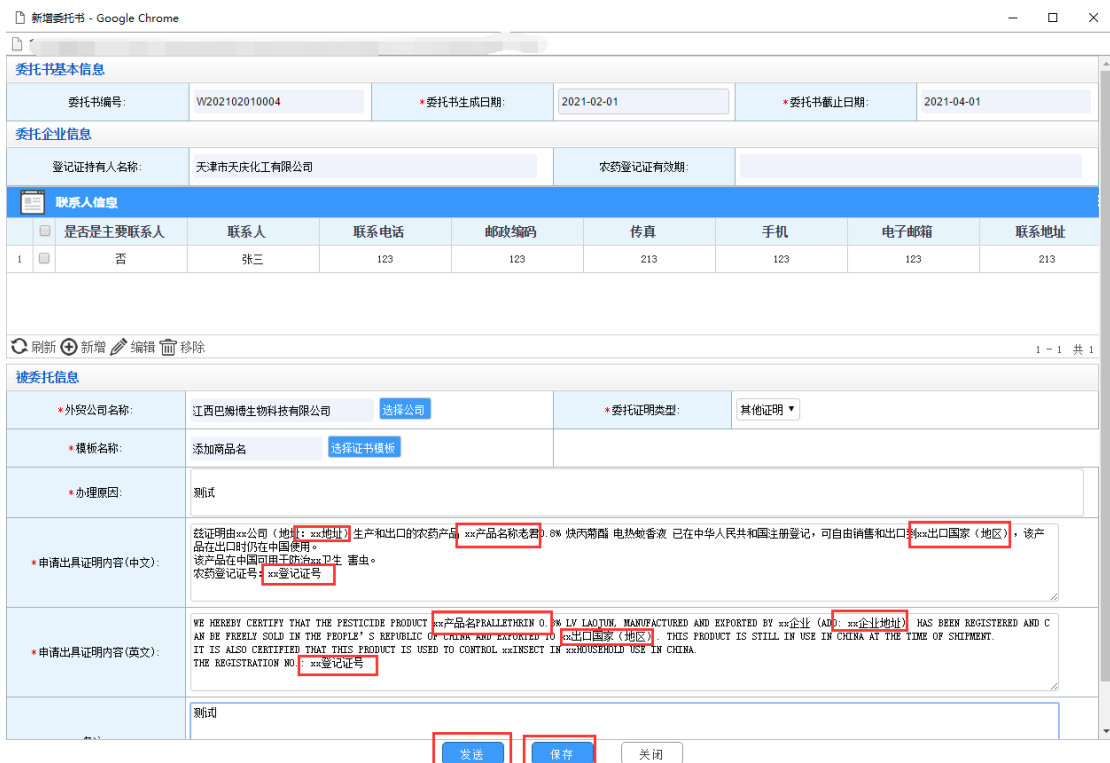 新增委托书 - Google Chrome
委托书基本信息
委托书编号: W202102010004 *委托书生成日期: 2021-02-01 *委托书截止日期: 2021-04-01
委托企业信息
登记证持有人名称: 天津市天庆化工有限公司 农药登记证有效期:
联系人信息
是否是主要联系人 联系人 联系电话 邮政编码 传真 手机 电子邮箱 联系地址
1 否 张三 123 123 213 123 123 213
刷新 新增 编辑 移除 1 - 1 共 1
被委托信息
*外贸公司名称: 江西巴姆博生物科技有限公司 选择公司 *委托证明类型: 其他证明
*模板名称: 添加商品名 选择证书模板
*办理原因: 测试
*申请出具证明内容(中文):
兹证明由xx公司（地址：xx地址）生产和出口的农药产品 xx产品名称老君0.8% 炔丙菊酯 电热蚊香液 已在中华人民共和国注册登记，可自由销售和出口到xx出口国家（地区），该产
品在出口时仍在中国使用。
该产品在中国可用于防治xx卫生 害虫。
农药登记证号：xx登记证号
*申请出具证明内容(英文):
WE HEREBY CERTIFY THAT THE PESTICIDE PRODUCT xx产品名PRALLETHRIN 0.8% LV LAOJUN, MANUFACTURED AND EXPORTED BY xx企业 (ADD: xx企业地址) HAS BEEN REGISTERED AND C
AN BE FREELY SOLD IN THE PEOPLE'S REPUBLIC OF CHINA AND EXPORTED TO xx出口国家（地区）. THIS PRODUCT IS STILL IN USE IN CHINA AT THE TIME OF SHIPMENT.
IT IS ALSO CERTIFIED THAT THIS PRODUCT IS USED TO CONTROL xxINSECT IN xxHOUSEHOLD USE IN CHINA.
THE REGISTRATION NO.: xx登记证号
测试
发送 保存 关闭